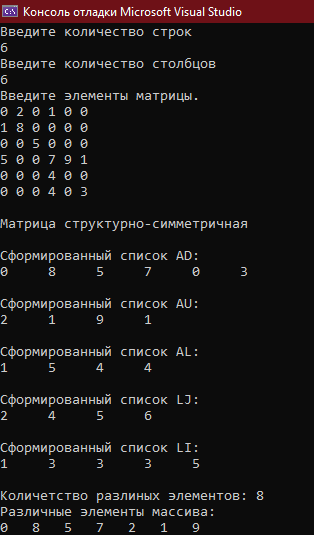 Консоль отладки Microsoft Visual Studio
Введите количество строк
6
Введите количество столбцов
6
Введите элементы матрицы.
0 2 0 1 0 0
1 8 0 0 0 0
0 0 5 0 0 0
5 0 0 7 9 1
0 0 0 4 0 0
0 0 0 4 0 3
Матрица структурно-симметричная
Сформированный список AD:
0 8 5 7 0 3
Сформированный список AU:
2 1 9 1
Сформированный список AL:
1 5 4 4
Сформированный список LJ:
2 4 5 6
Сформированный список LI:
1 3 3 3 5
Количетство разлиных элементов: 8
Различные элементы массива:
0 8 5 7 2 1 9